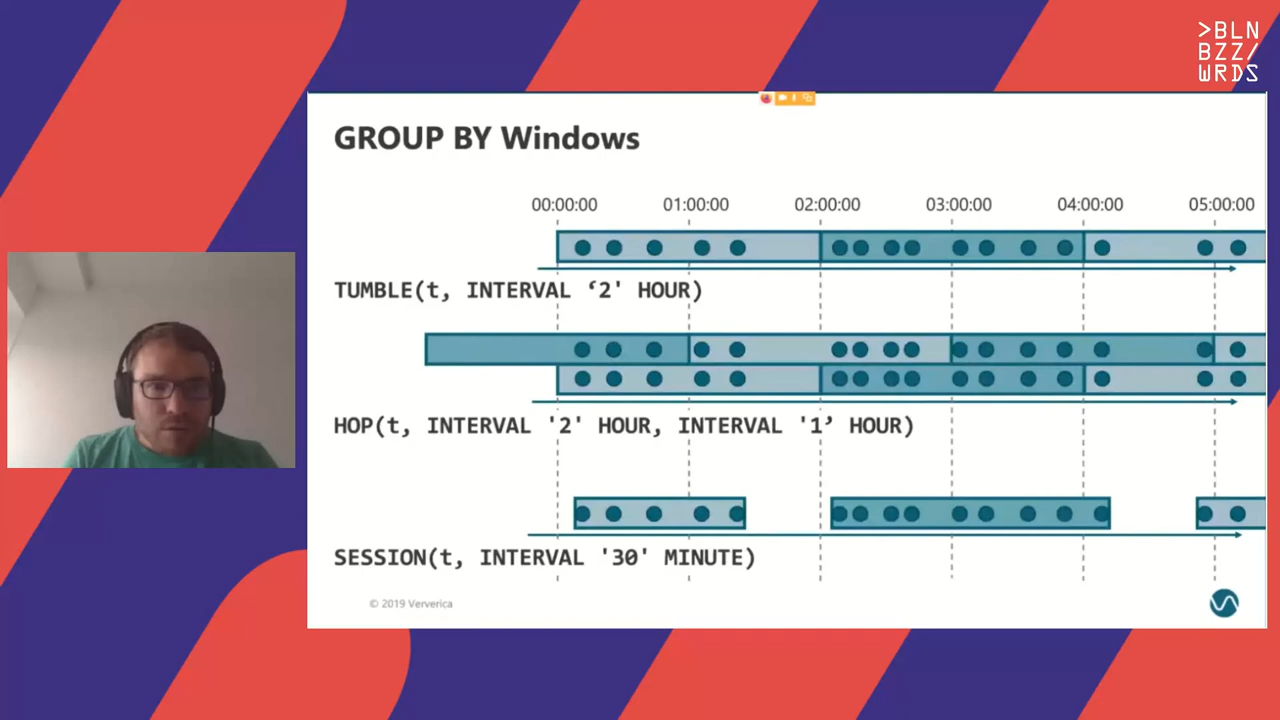 >BLN
BZZ/
WRDS
GROUP BY Windows
00:00:00 01:00:00 02:00:00 03:00:00 04:00:00 05:00:00
TUMBLE(t, INTERVAL ‘2' HOUR)
HOP(t, INTERVAL '2' HOUR, INTERVAL '1’ HOUR)
SESSION(t, INTERVAL '30' MINUTE)
© 2019 Ververica